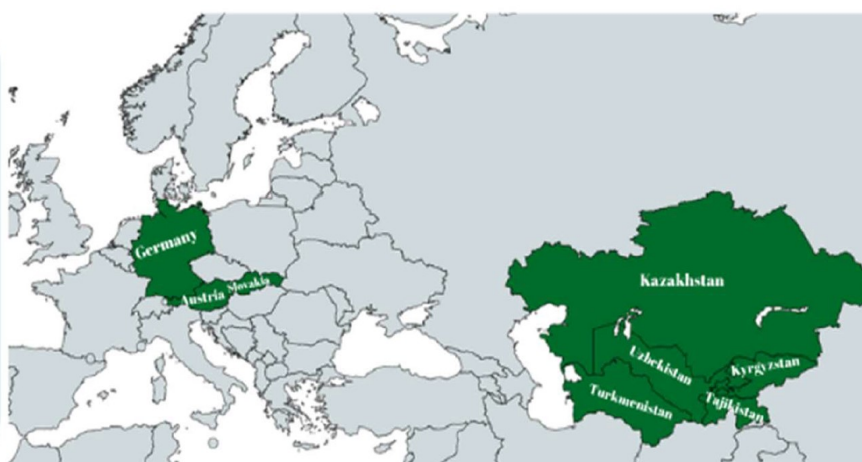 Germany
Austria
Slovakia
Kazakhstan
Uzbekistan
Kyrgyzstan
Turkmenistan
Tajikistan